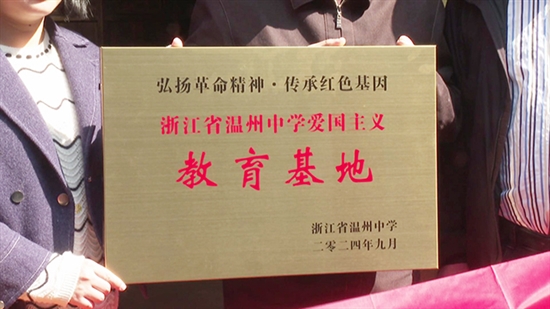 弘扬革命精神·传承红色基因
浙江省温州中学爱国主义
教育基地
浙江省温州中学
二零二四年九月